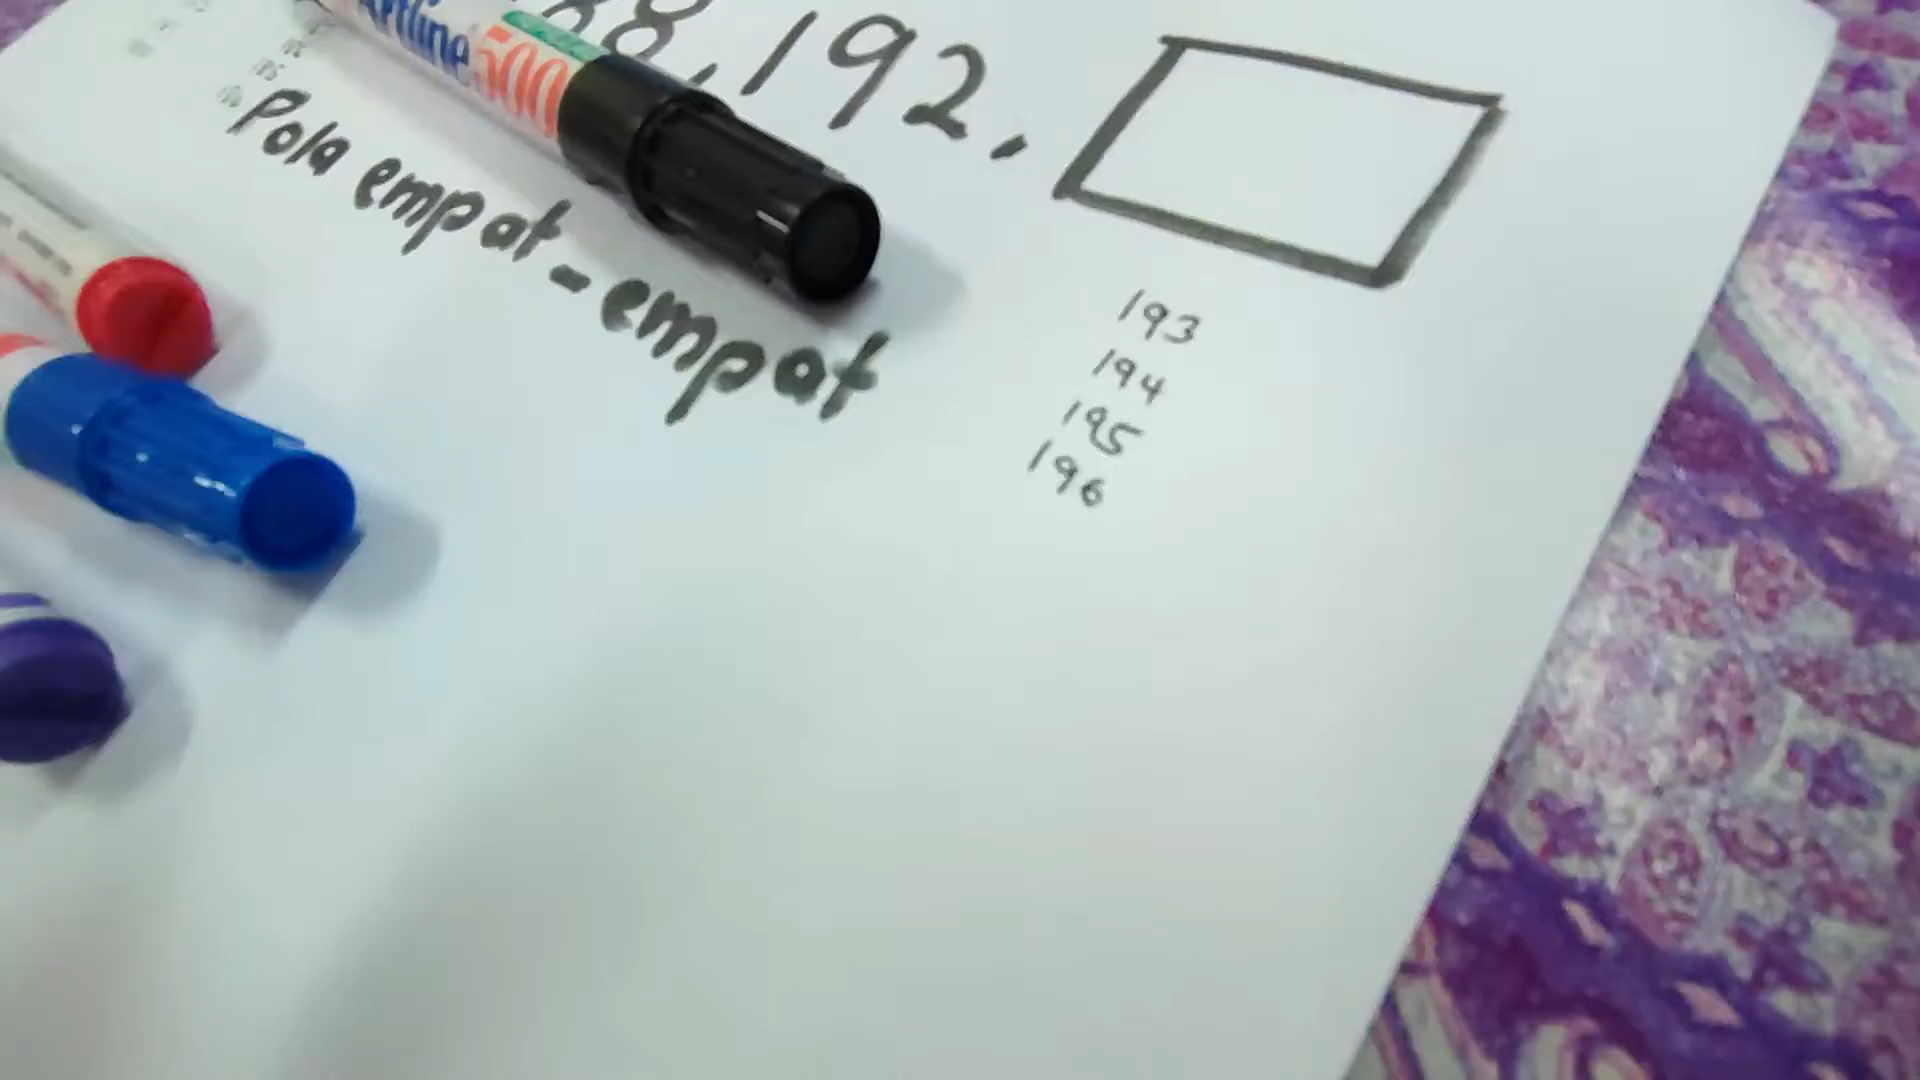 Artline 500
88, 192,
Pola empat - empat
193
194
195
196